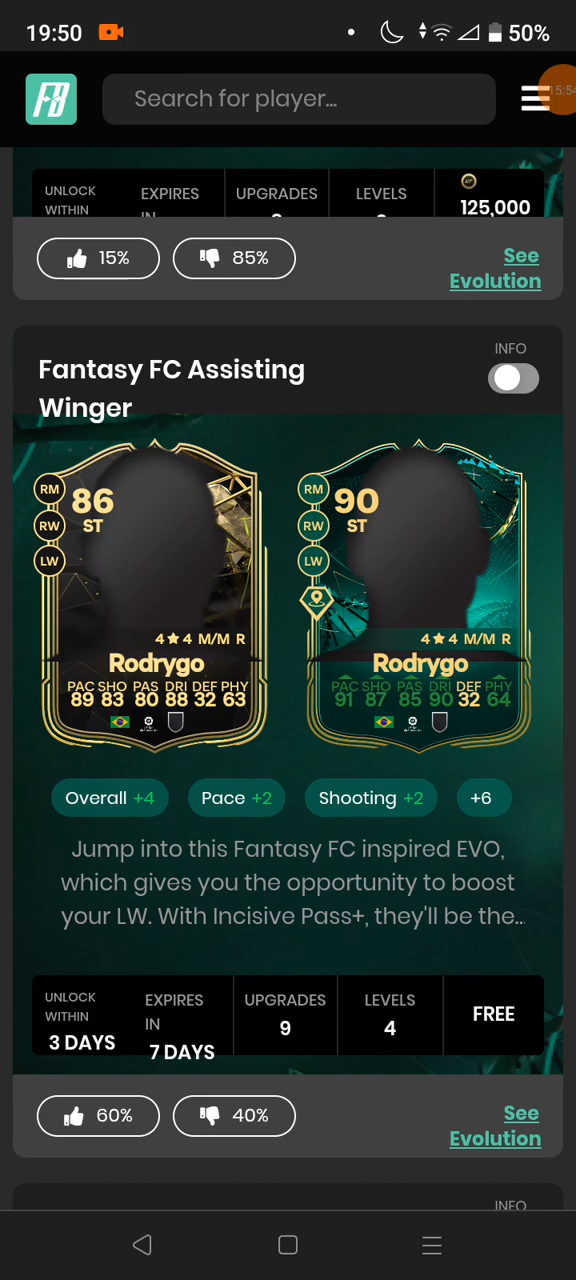 19:50
50%
15:54
FB
Search for player...
UNLOCK WITHIN
EXPIRES IN
UPGRADES
LEVELS
125,000
15%
85%
See Evolution
Fantasy FC Assisting
Winger
INFO
RM
RW
LW
86
ST
4★4 M/M R
Rodrygo
PAC SHO PAS DRI DEF PHY
89 83 80 88 32 63
RM
RW
LW
90
ST
4★4 M/M R
Rodrygo
PAC SHO PAS DRI DEF PHY
91 87 85 90 32 64
Overall +4
Pace +2
Shooting +2
+6
Jump into this Fantasy FC inspired EVO,
which gives you the opportunity to boost
your LW. With Incisive Pass+, they'll be the...
UNLOCK WITHIN
3 DAYS
EXPIRES IN
7 DAYS
UPGRADES
9
LEVELS
4
FREE
60%
40%
See Evolution
INFO